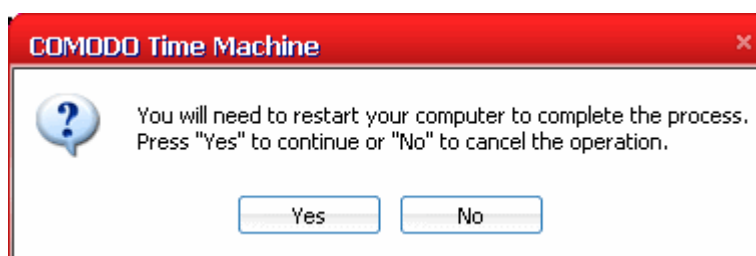 COMODO Time Machine
You will need to restart your computer to complete the process.
Press "Yes" to continue or "No" to cancel the operation.
Yes No